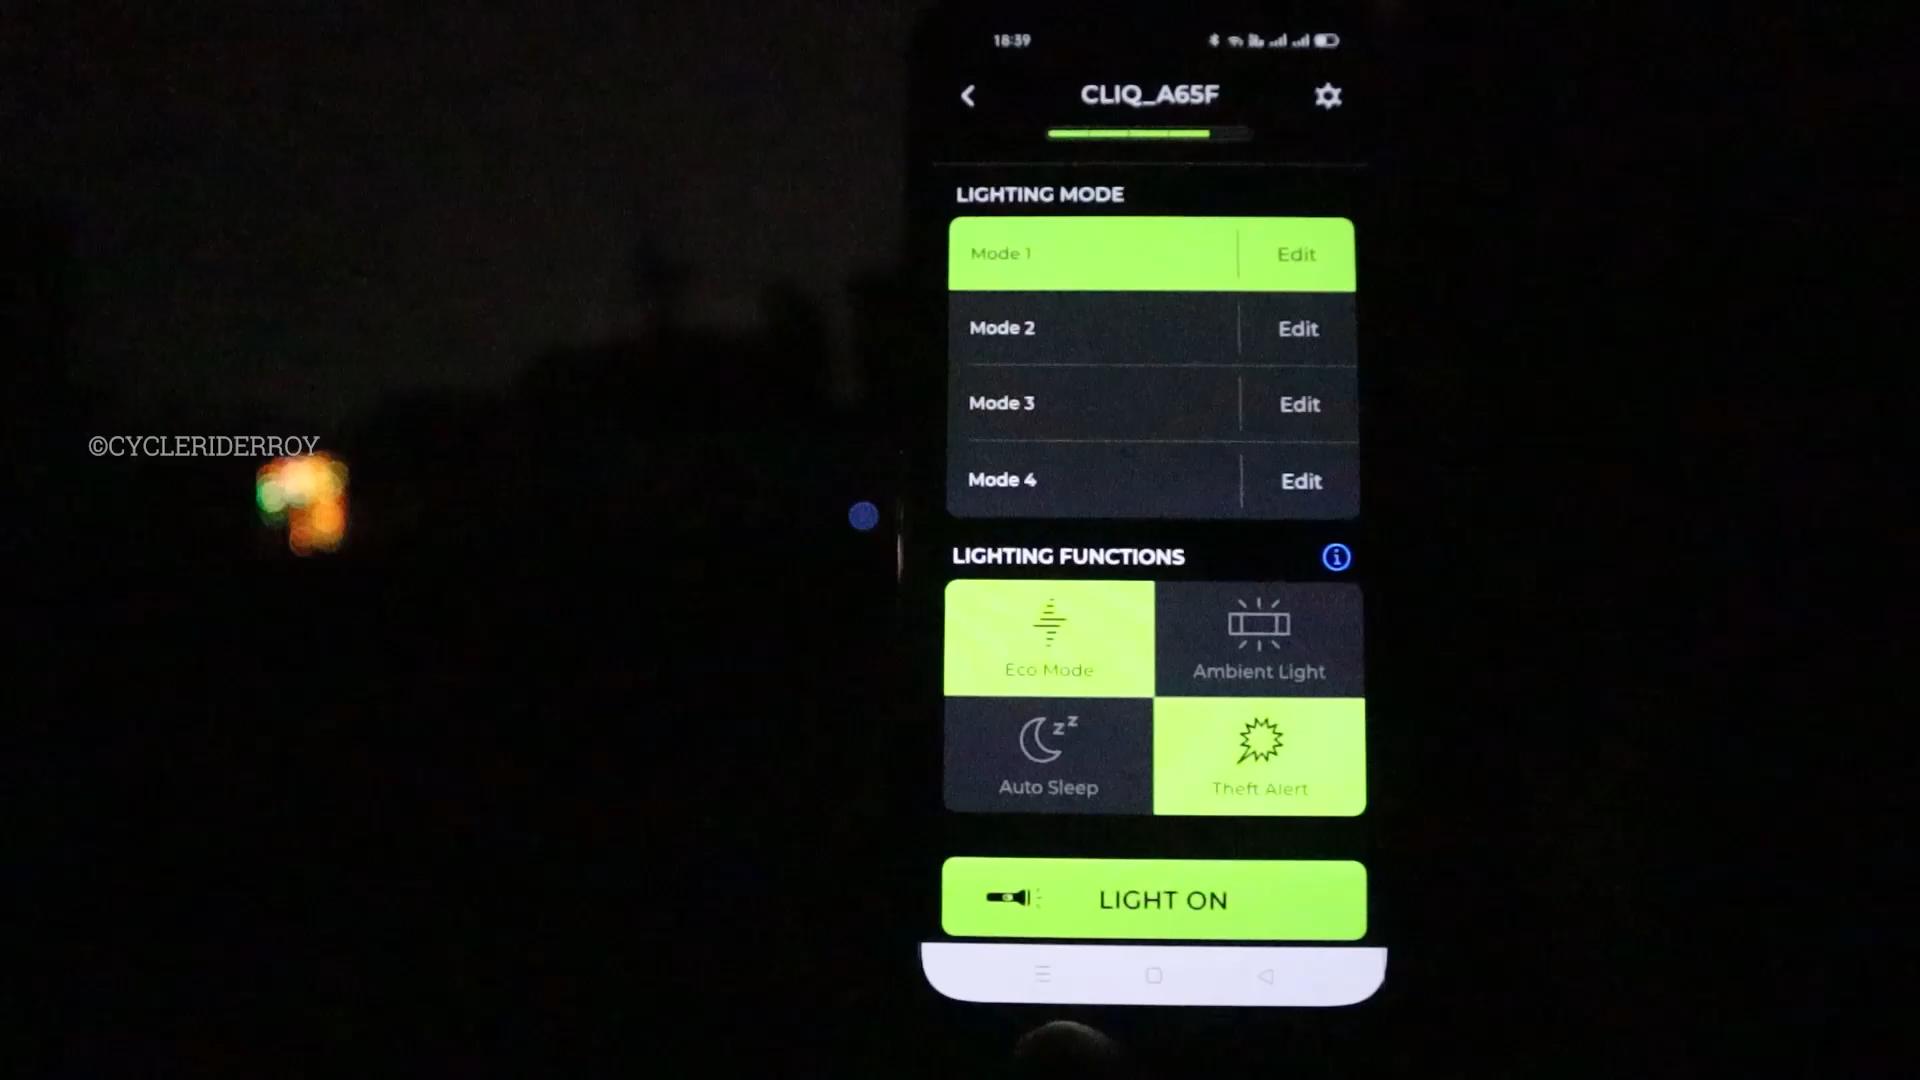 18:39
CLIQ_A65F
LIGHTING MODE
Mode 1 Edit
Mode 2 Edit
Mode 3 Edit
Mode 4 Edit
©CYCLERIDERROY
LIGHTING FUNCTIONS
Eco Mode Ambient Light
Auto Sleep Theft Alert
LIGHT ON